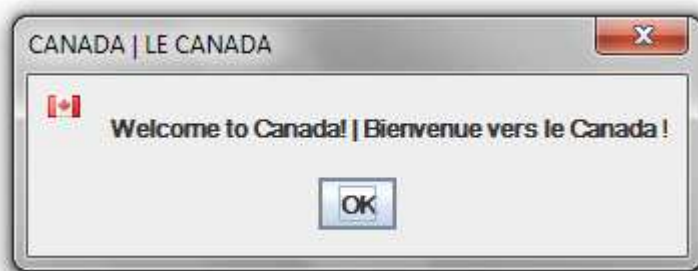 CANADA | LE CANADA
Welcome to Canada! | Bienvenue vers le Canada !
OK